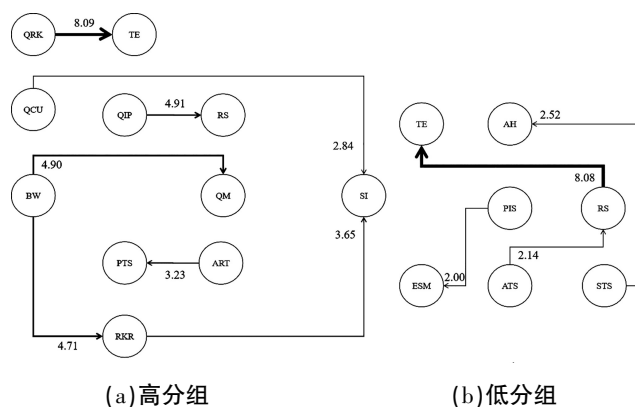 8.09
QRK TE
QCU QIP 4.91 RS
4.90 2.84
BW QM SI
3.65
PTS 3.23 ART
4.71 RKR
2.52
TE AH
8.08
PIS RS
2.14
2.00
ESM ATS STS
(a)高分组 (b)低分组